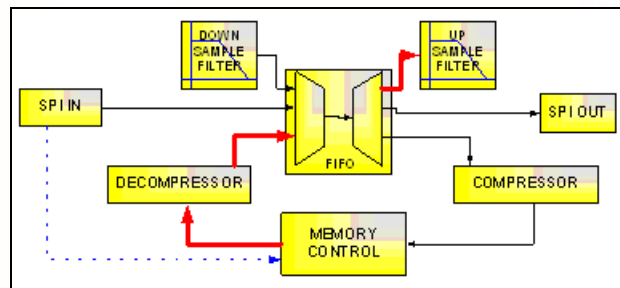 DOWN
SAMPLE
FILTER
UP
SAMPLE
FILTER
SPI IN
SPI OUT
FIFO
DECOMPRESSOR
COMPRESSOR
MEMORY
CONTROL